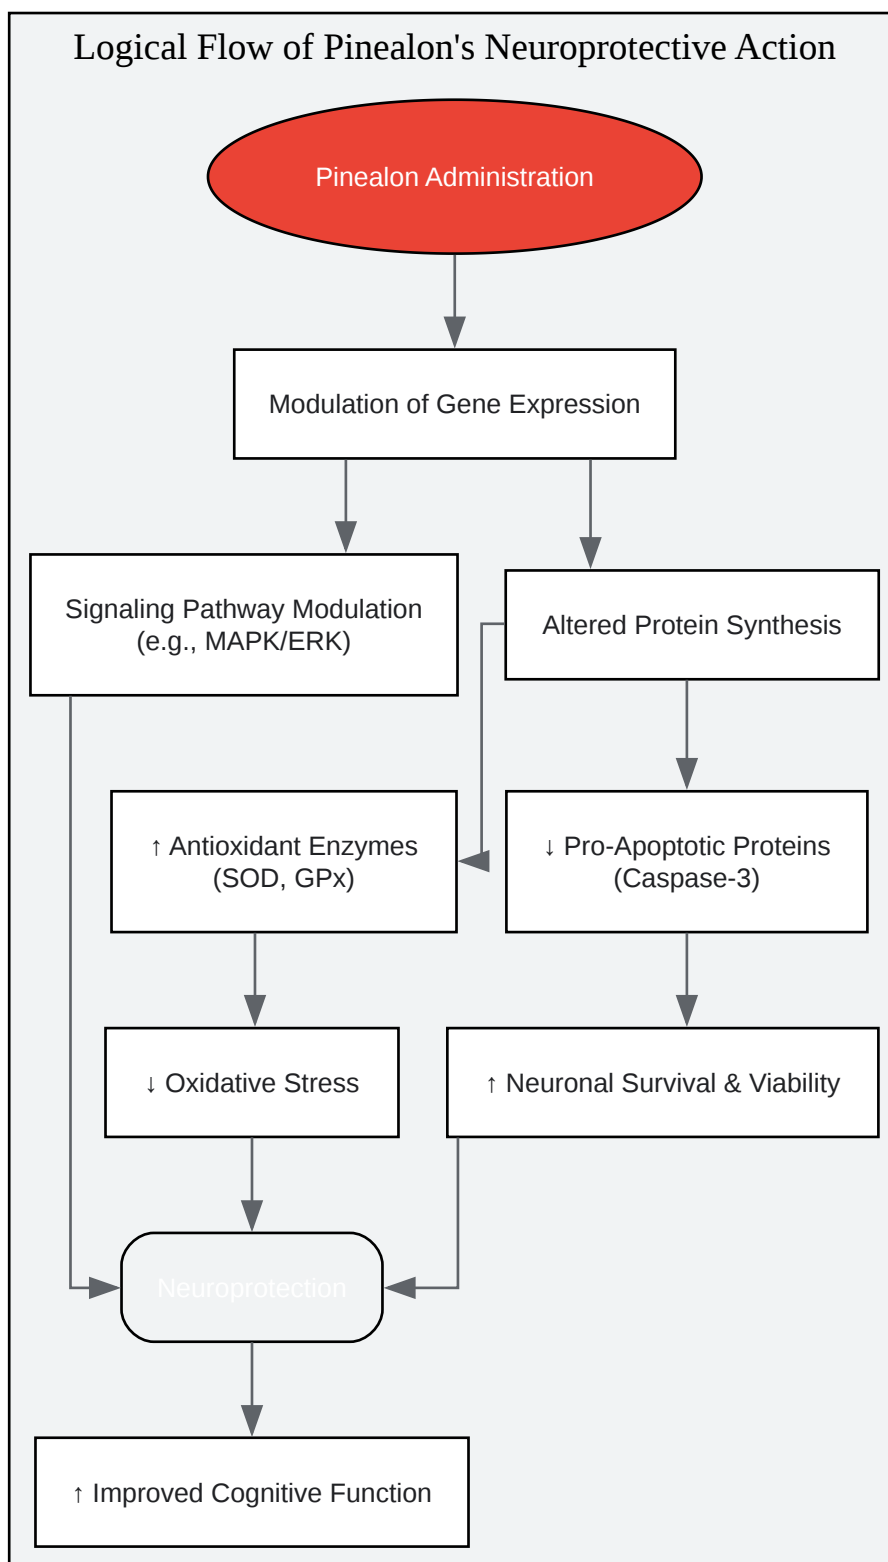 Logical Flow of Pinealon's Neuroprotective Action
Pinealon Administration
Modulation of Gene Expression
Signaling Pathway Modulation
(e.g., MAPK/ERK)
Altered Protein Synthesis
↑ Antioxidant Enzymes
(SOD, GPx)
↓ Pro-Apoptotic Proteins
(Caspase-3)
↓ Oxidative Stress
↑ Neuronal Survival & Viability
Neuroprotection
↑ Improved Cognitive Function